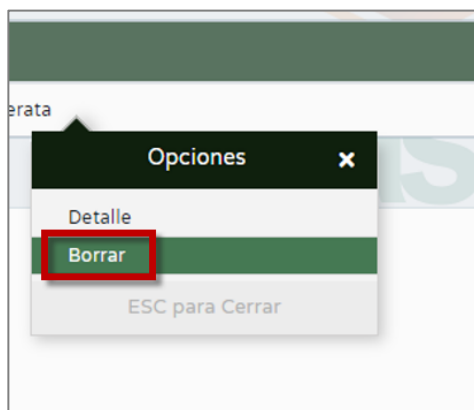 erata
Opciones ×
Detalle
Borrar
ESC para Cerrar